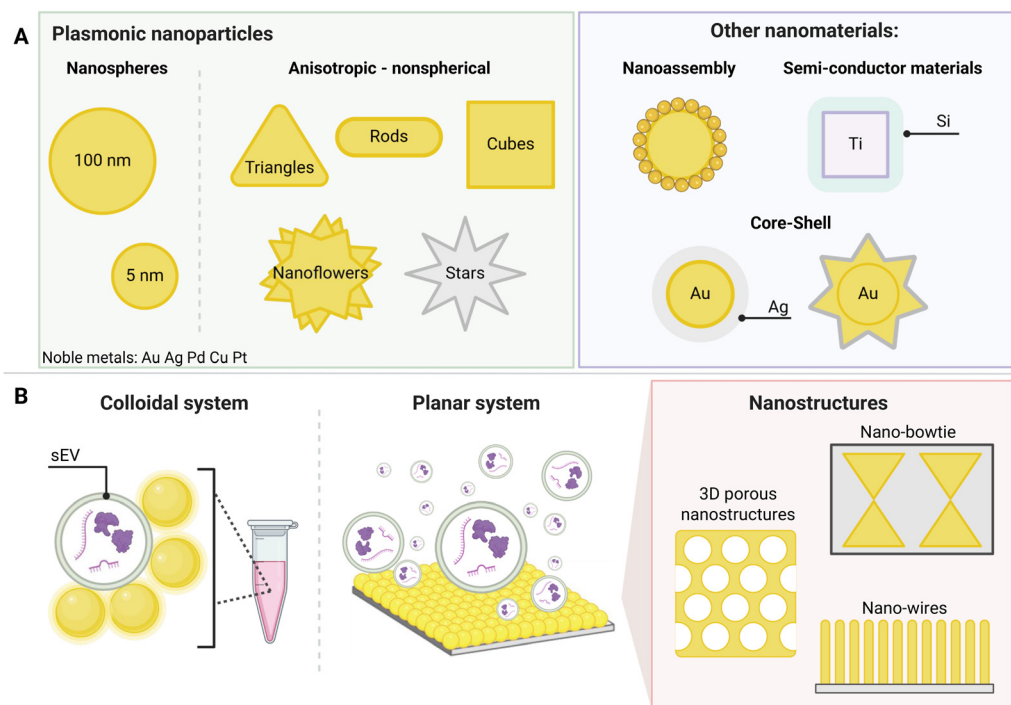 A
Plasmonic nanoparticles
Nanospheres
Anisotropic - nonspherical
100 nm
Triangles
Rods
Cubes
5 nm
Nanoflowers
Stars
Noble metals: Au Ag Pd Cu Pt
Other nanomaterials:
Nanoassembly
Semi-conductor materials
Ti
Si
Core-Shell
Au
Ag
Au
B
Colloidal system
sEV
Planar system
Nanostructures
3D porous
nanostructures
Nano-bowtie
Nano-wires